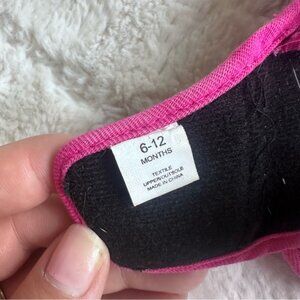 6-12
MONTHS
TEXTILE
UPPER/OUTSOLE
MADE IN CHINA